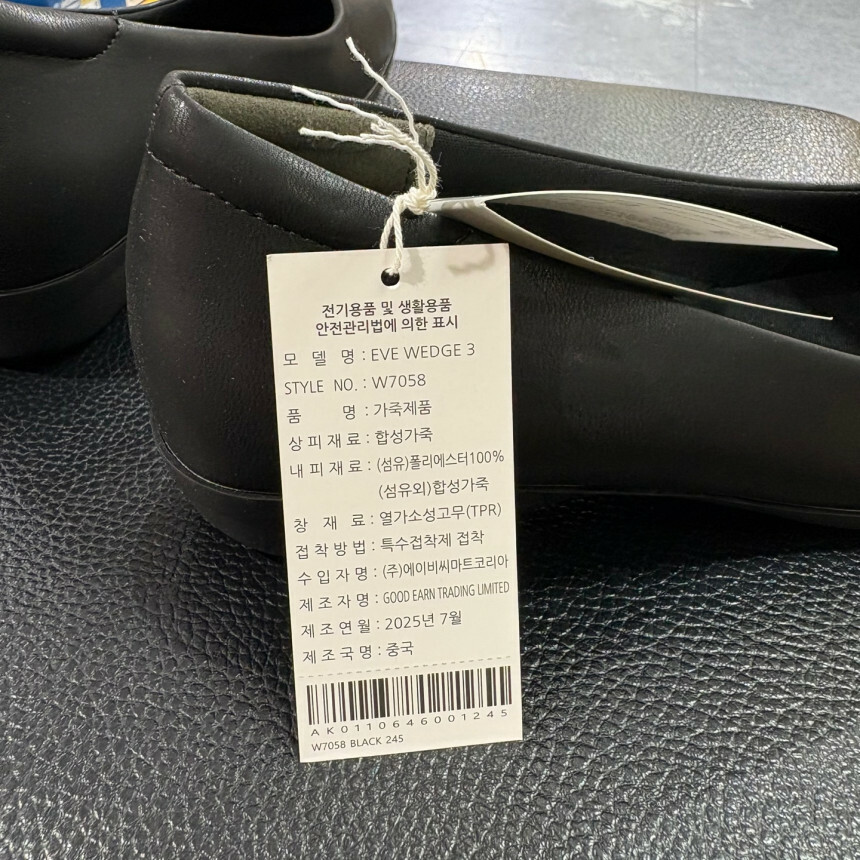 전기용품 및 생활용품
안전관리법에 의한 표시
모 델 명 : EVE WEDGE 3
STYLE NO. : W7058
품 명 : 가죽제품
상 피 재 료 : 합성가죽
내 피 재 료 : (섬유)폴리에스터100%
(섬유외)합성가죽
창 재 료 : 열가소성고무(TPR)
접 착 방 법 : 특수접착제 접착
수 입 자 명 : (주)에이비씨마트코리아
제 조 자 명 : GOOD EARN TRADING LIMITED
제 조 연 월 : 2025년 7월
제 조 국 명 : 중국
AK0110646001245
W7058 BLACK 245